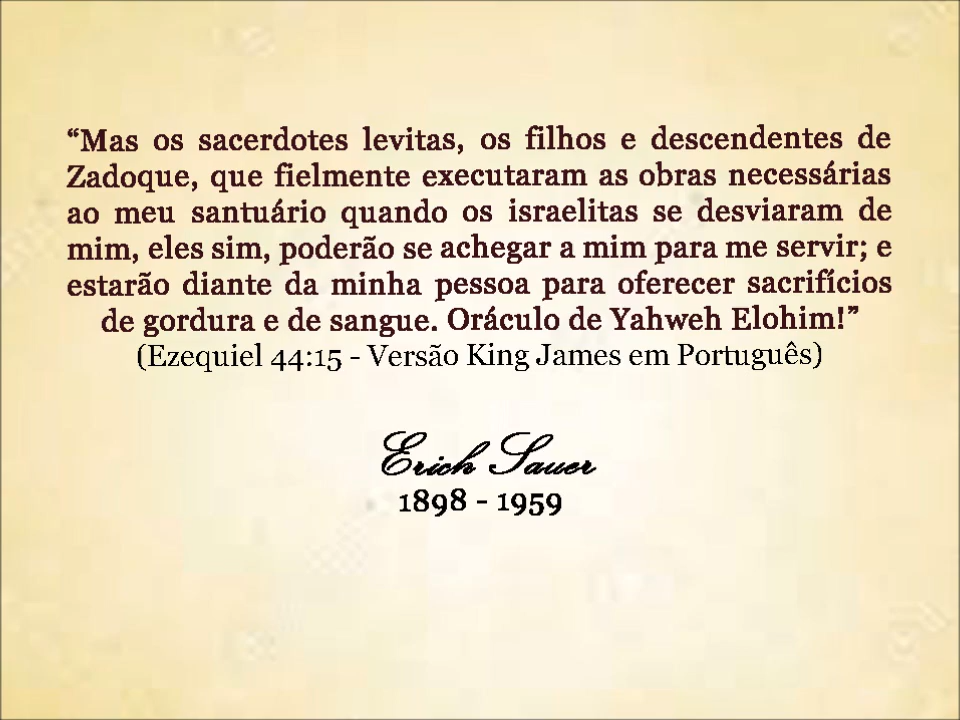 “Mas os sacerdotes levitas, os filhos e descendentes de
Zadoque, que fielmente executaram as obras necessárias
ao meu santuário quando os israelitas se desviaram de
mim, eles sim, poderão se achegar a mim para me servir; e
estarão diante da minha pessoa para oferecer sacrifícios
de gordura e de sangue. Oráculo de Yahweh Elohim!”
(Ezequiel 44:15 - Versão King James em Português)
Erich Sauer
1898 - 1959